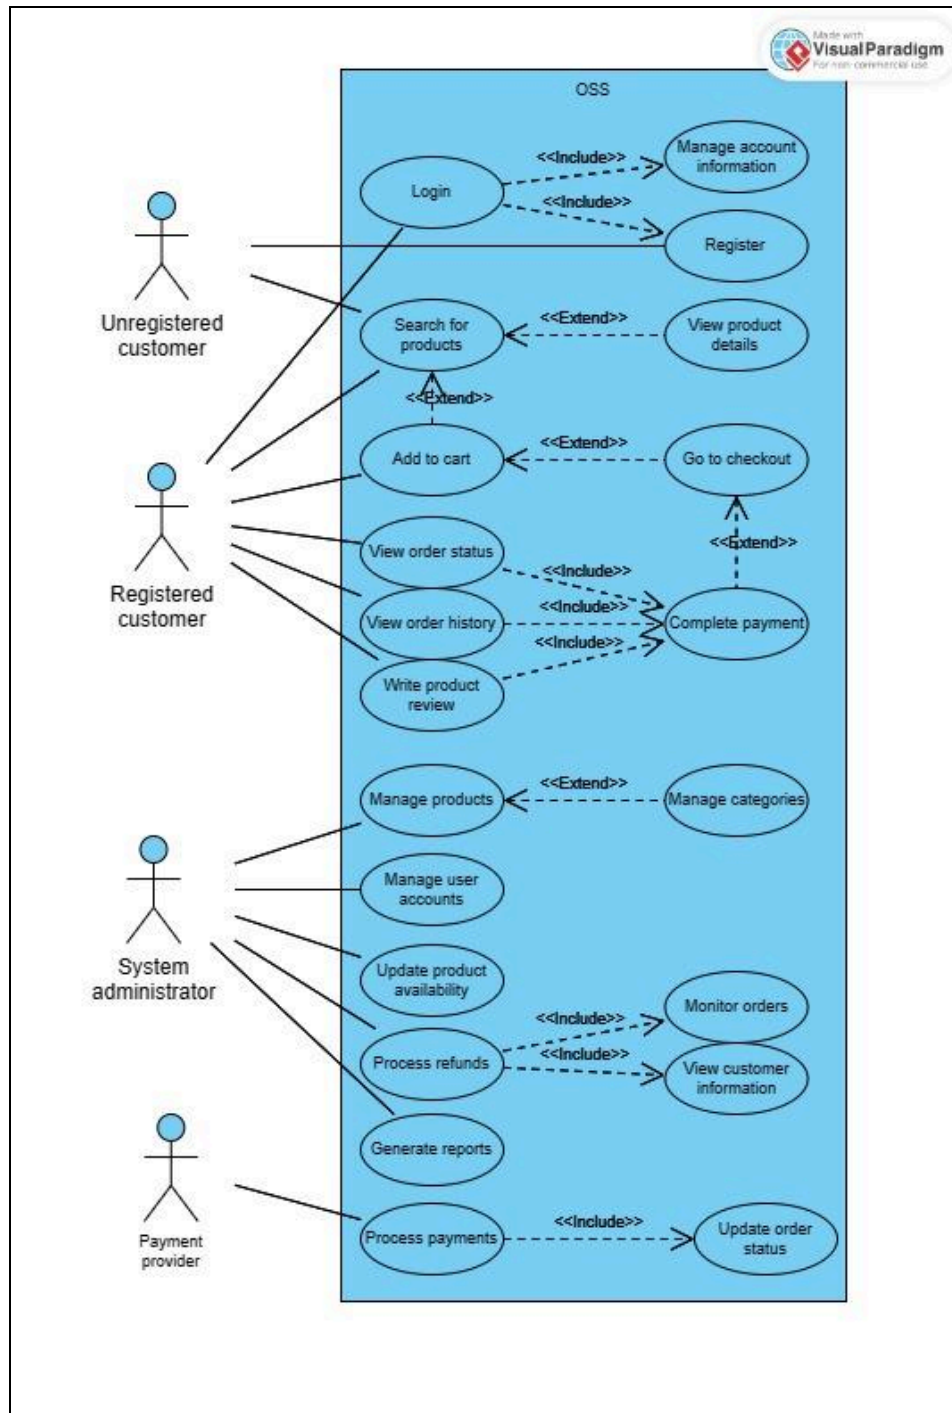 Made with
VisualParadigm
For non-commercial use
OSS
Login
<<Include>>
Manage account
information
<<Include>>
Register
Unregistered
customer
Search for
products
<<Extend>>
View product
details
<<Extend>>
Add to cart
<<Extend>>
Go to checkout
Registered
customer
View order status
<<Include>>
<<Extend>>
View order history
<<Include>>
Complete payment
Write product
review
<<Include>>
Manage products
<<Extend>>
Manage categories
Manage user
accounts
System
administrator
Update product
availability
Process refunds
<<Include>>
Monitor orders
<<Include>>
View customer
information
Generate reports
Payment
provider
Process payments
<<Include>>
Update order
status